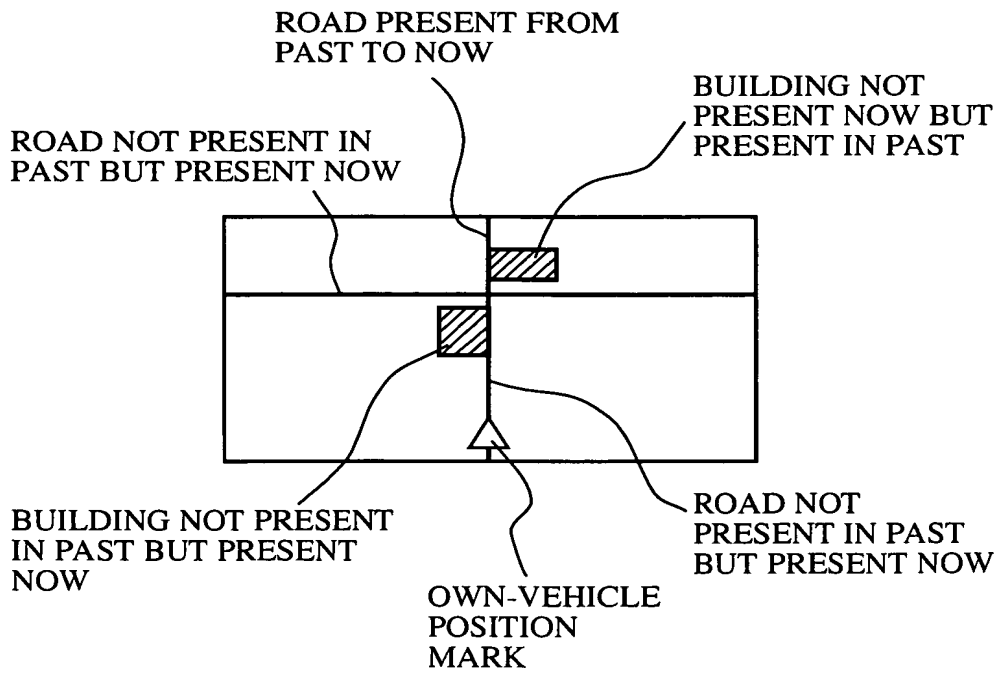 ROAD PRESENT FROM
PAST TO NOW
BUILDING NOT
PRESENT NOW BUT
PRESENT IN PAST
ROAD NOT PRESENT IN
PAST BUT PRESENT NOW
BUILDING NOT PRESENT
IN PAST BUT PRESENT
NOW
ROAD NOT
PRESENT IN PAST
BUT PRESENT NOW
OWN-VEHICLE
POSITION
MARK